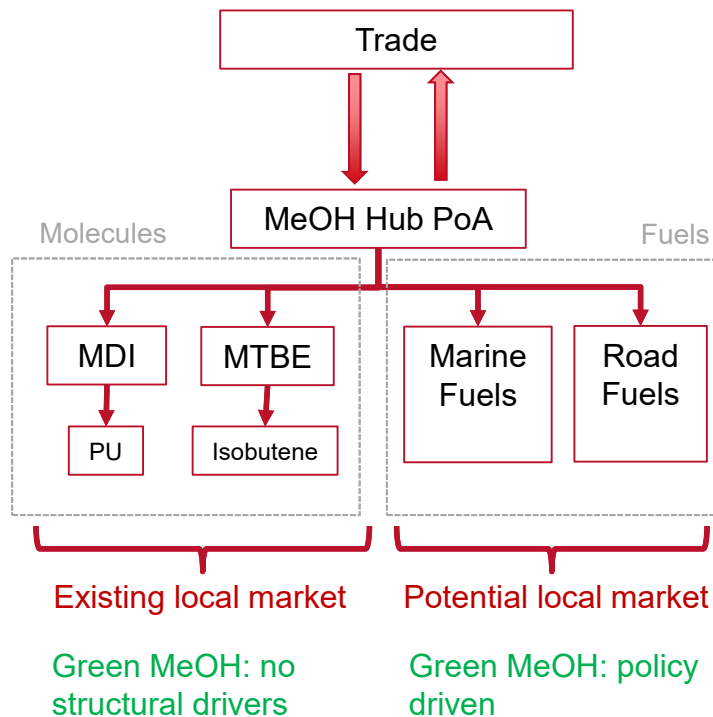 Trade
MeOH Hub PoA
Molecules
Fuels
MDI
MTBE
Marine
Fuels
Road
Fuels
PU
Isobutene
Existing local market
Potential local market
Green MeOH: no
structural drivers
Green MeOH: policy
driven